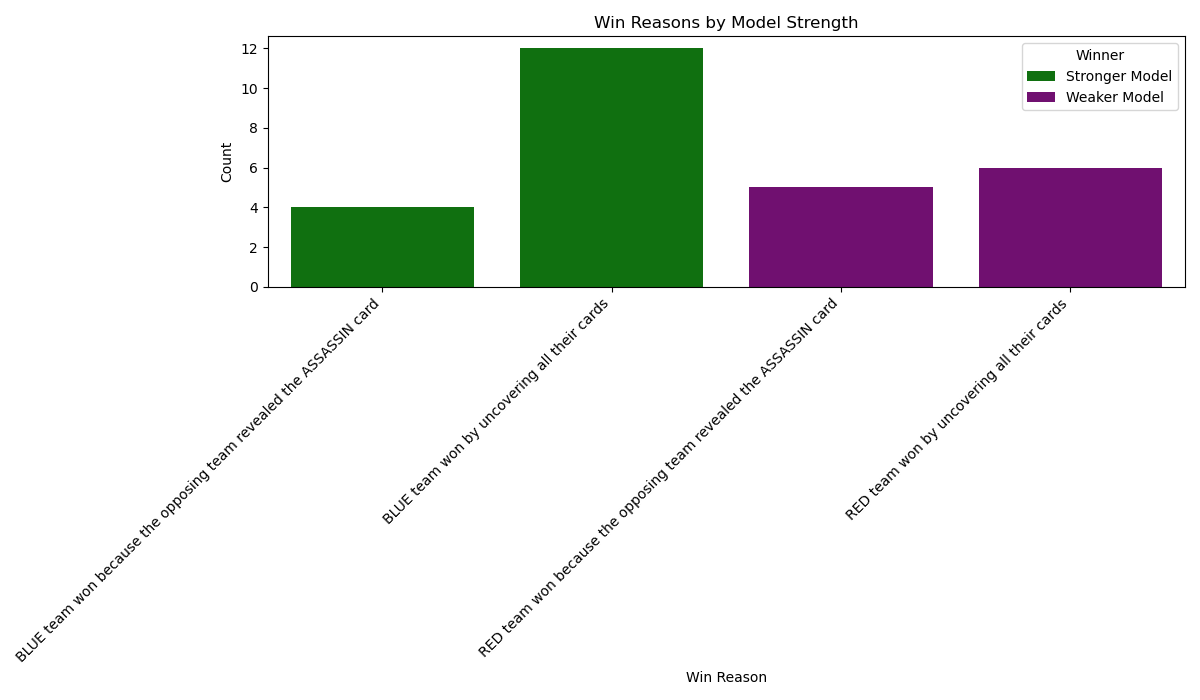 Win Reasons by Model Strength
Winner
Stronger Model
Weaker Model
Count
12
10
8
6
4
2
0
BLUE team won because the opposing team revealed the ASSASSIN card
BLUE team won by uncovering all their cards
RED team won because the opposing team revealed the ASSASSIN card
RED team won by uncovering all their cards
Win Reason